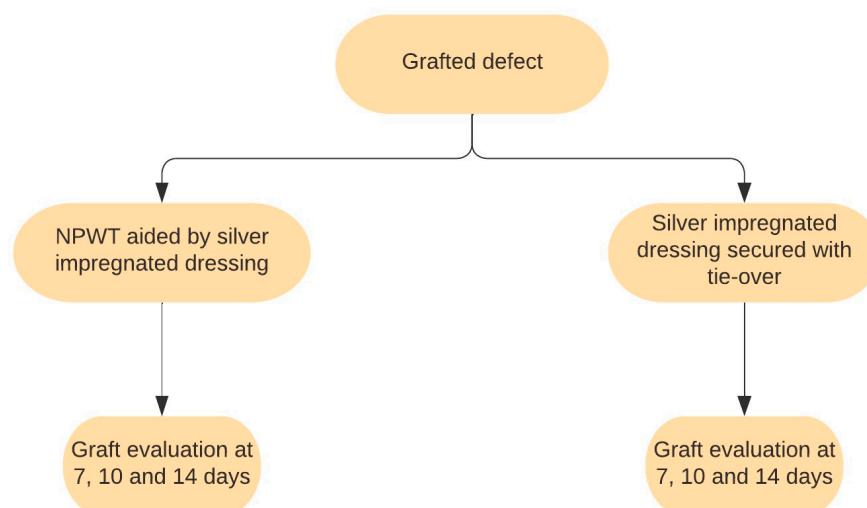 Grafted defect
NPWT aided by silver
impregnated dressing
Silver impregnated
dressing secured with
tie-over
Graft evaluation at
7, 10 and 14 days
Graft evaluation at
7, 10 and 14 days